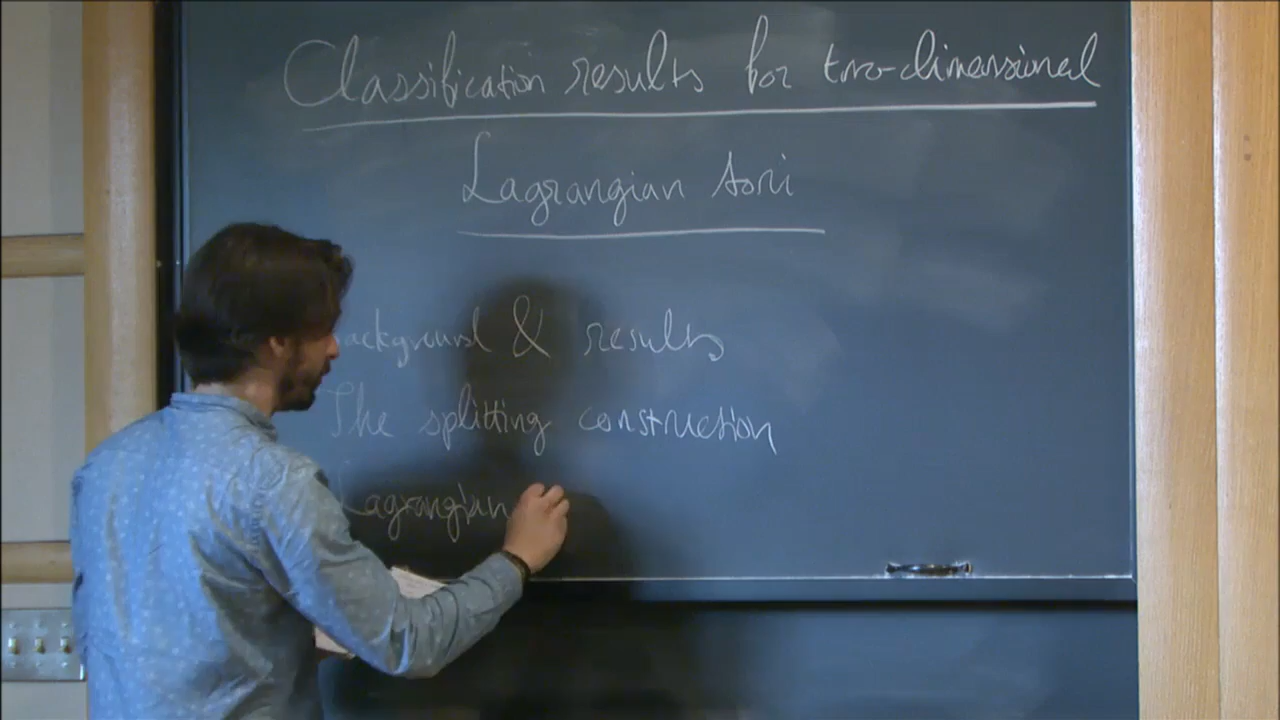 Classification results for two-dimensional
Lagrangian tori
ackground & results
The splitting construction
Lagrangian